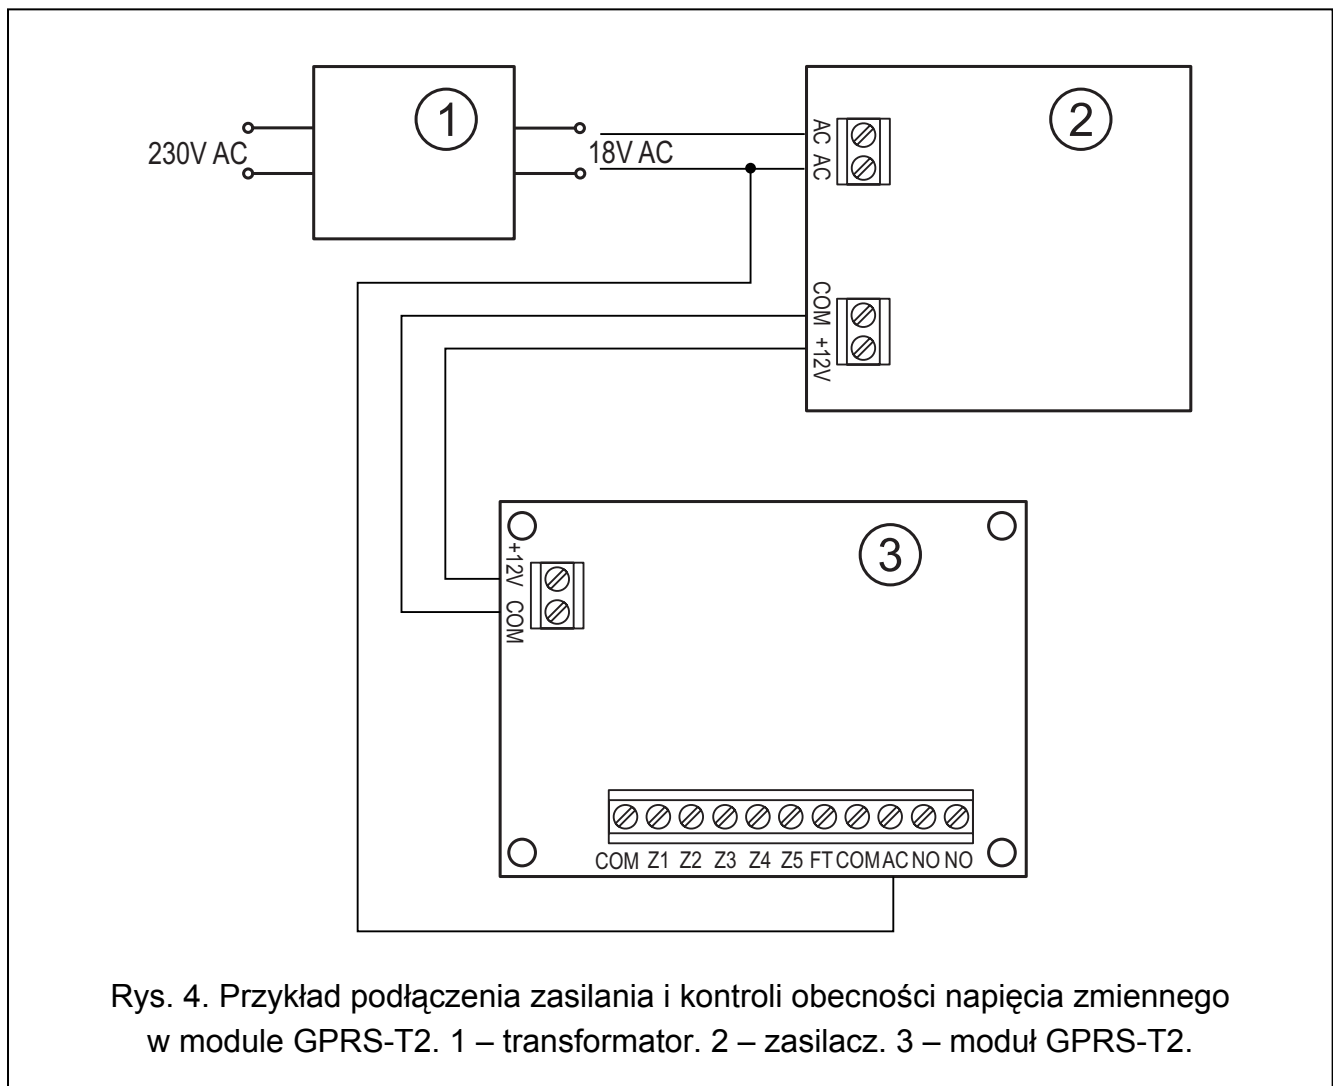 230V AC
1
18V AC
AC AC
2
COM +12V
3
+12V COM
COM Z1 Z2 Z3 Z4 Z5 FT COM AC NO NO
Rys. 4. Przykład podłączenia zasilania i kontroli obecności napięcia zmiennego
w module GPRS-T2. 1 – transformator. 2 – zasilacz. 3 – moduł GPRS-T2.